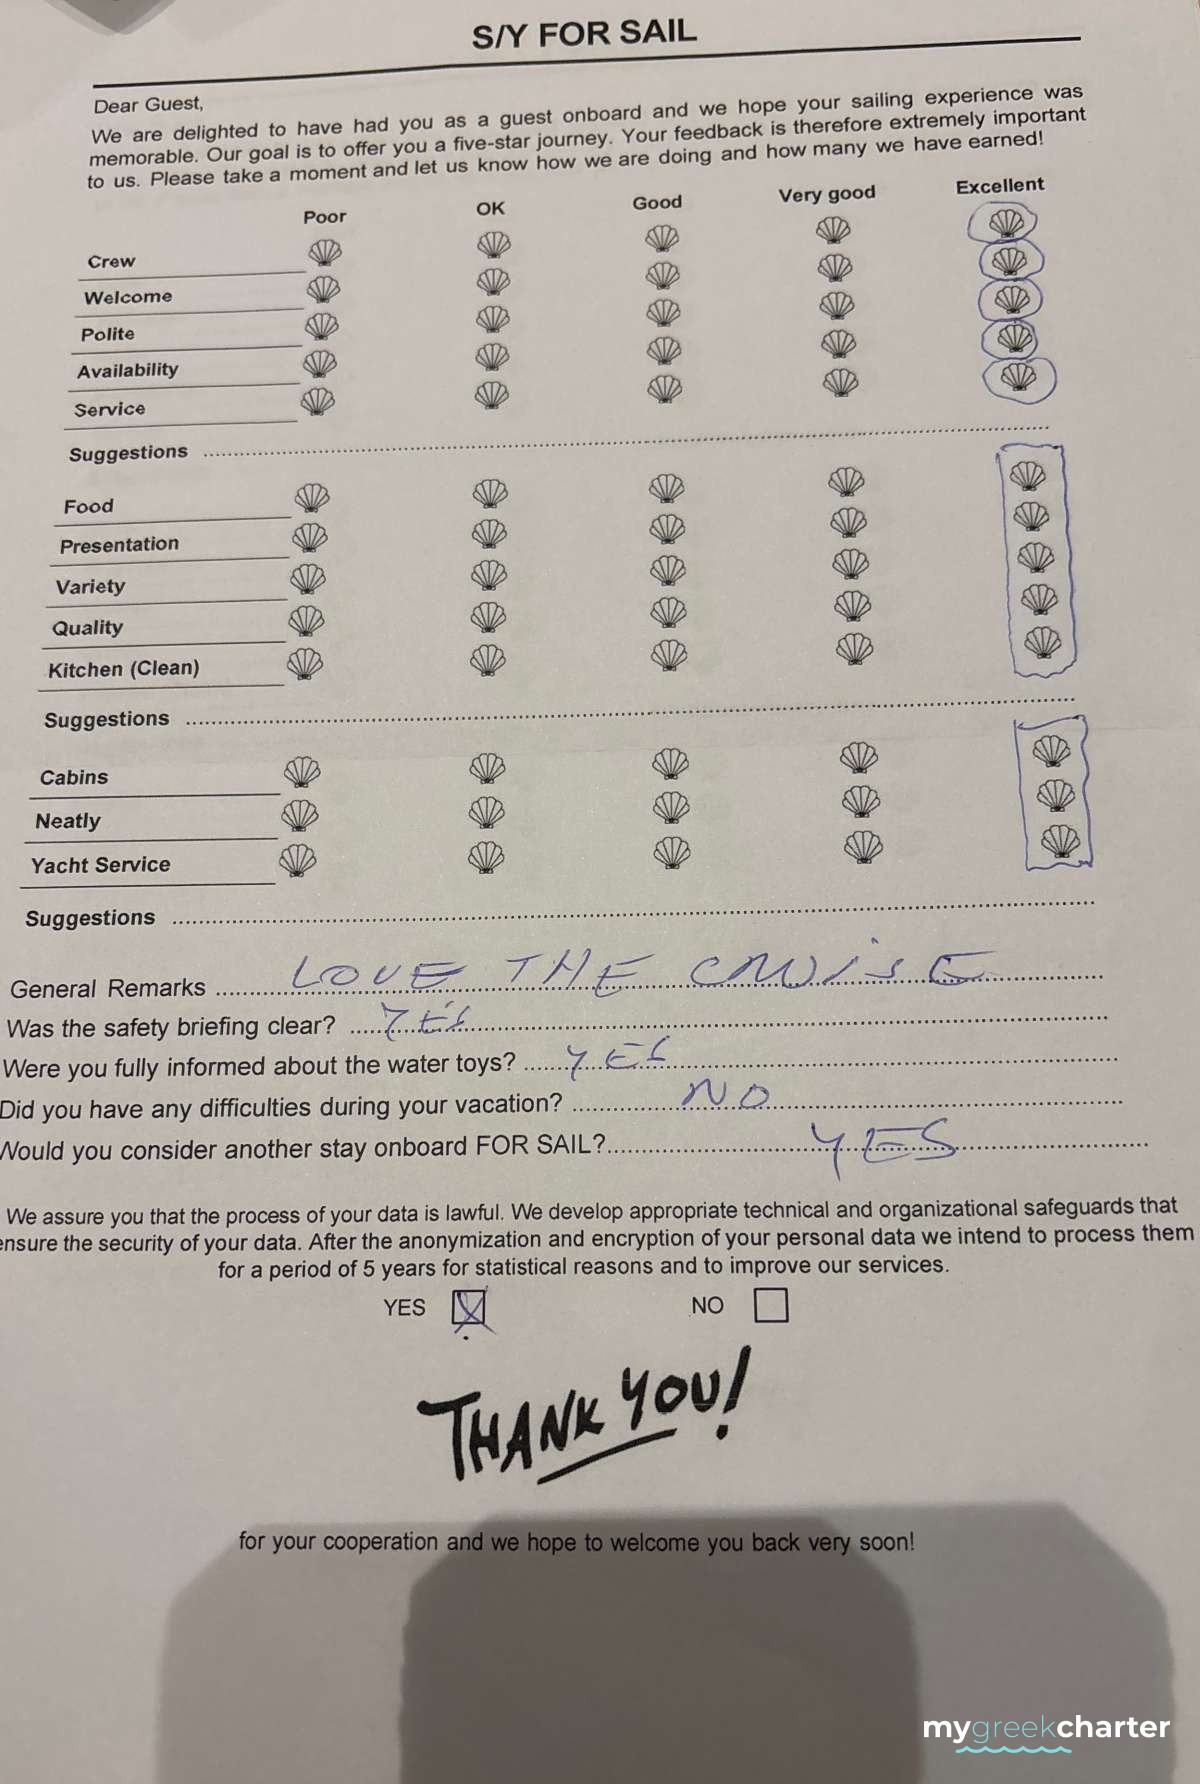 S/Y FOR SAIL
Dear Guest,
We are delighted to have had you as a guest onboard and we hope your sailing experience was
memorable. Our goal is to offer you a five-star journey. Your feedback is therefore extremely important
to us. Please take a moment and let us know how we are doing and how many we have earned!
Poor OK Good Very good Excellent
Crew
Welcome
Polite
Availability
Service
Suggestions
Food
Presentation
Variety
Quality
Kitchen (Clean)
Suggestions
Cabins
Neatly
Yacht Service
Suggestions
General Remarks LOVE THE CRUISE
Was the safety briefing clear? YES
Were you fully informed about the water toys? YES
Did you have any difficulties during your vacation? NO
Would you consider another stay onboard FOR SAIL? YES
We assure you that the process of your data is lawful. We develop appropriate technical and organizational safeguards that
ensure the security of your data. After the anonymization and encryption of your personal data we intend to process them
for a period of 5 years for statistical reasons and to improve our services.
YES NO
THANK YOU!
for your cooperation and we hope to welcome you back very soon!
mygreekcharter